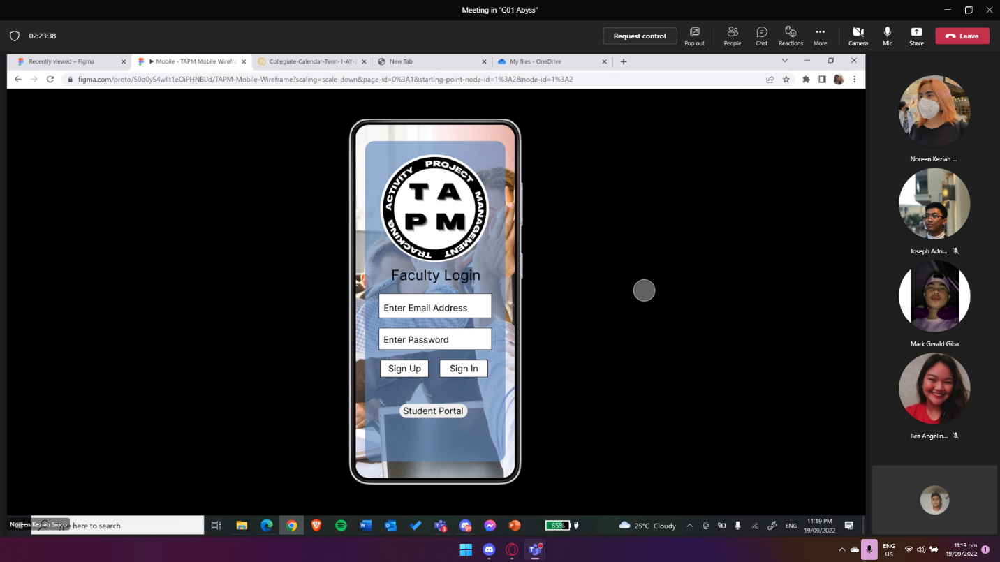 Meeting in "G01 Abyss"
02:23:38
Request control
Pop out
People
Chat
Reactions
More
Camera
Mic
Share
Leave
Recently viewed – Figma
Mobile - TAPM Mobile Wirefr
Collegiate-Calendar-Term-1-AY-2
New Tab
My files - OneDrive
figma.com/proto/50q0yS4wIlt1eOiPHNBIJd/TAPM-Mobile-Wireframe?scaling=scale-down&page-id=0%3A1&starting-point-node-id=1%3A2&node-id=1%3A2
ACTIVITY PROJECT MANAGEMENT TRACKING
T A
P M
Faculty Login
Enter Email Address
Enter Password
Sign Up
Sign In
Student Portal
Noreen Keziah ...
Joseph Adri...
Mark Gerald Giba
Bea Angelin...
Noreen Keziah Sioco
here to search
65%
25°C Cloudy
ENG
11:19 PM
19/09/2022
ENG
US
11:19 pm
19/09/2022
1